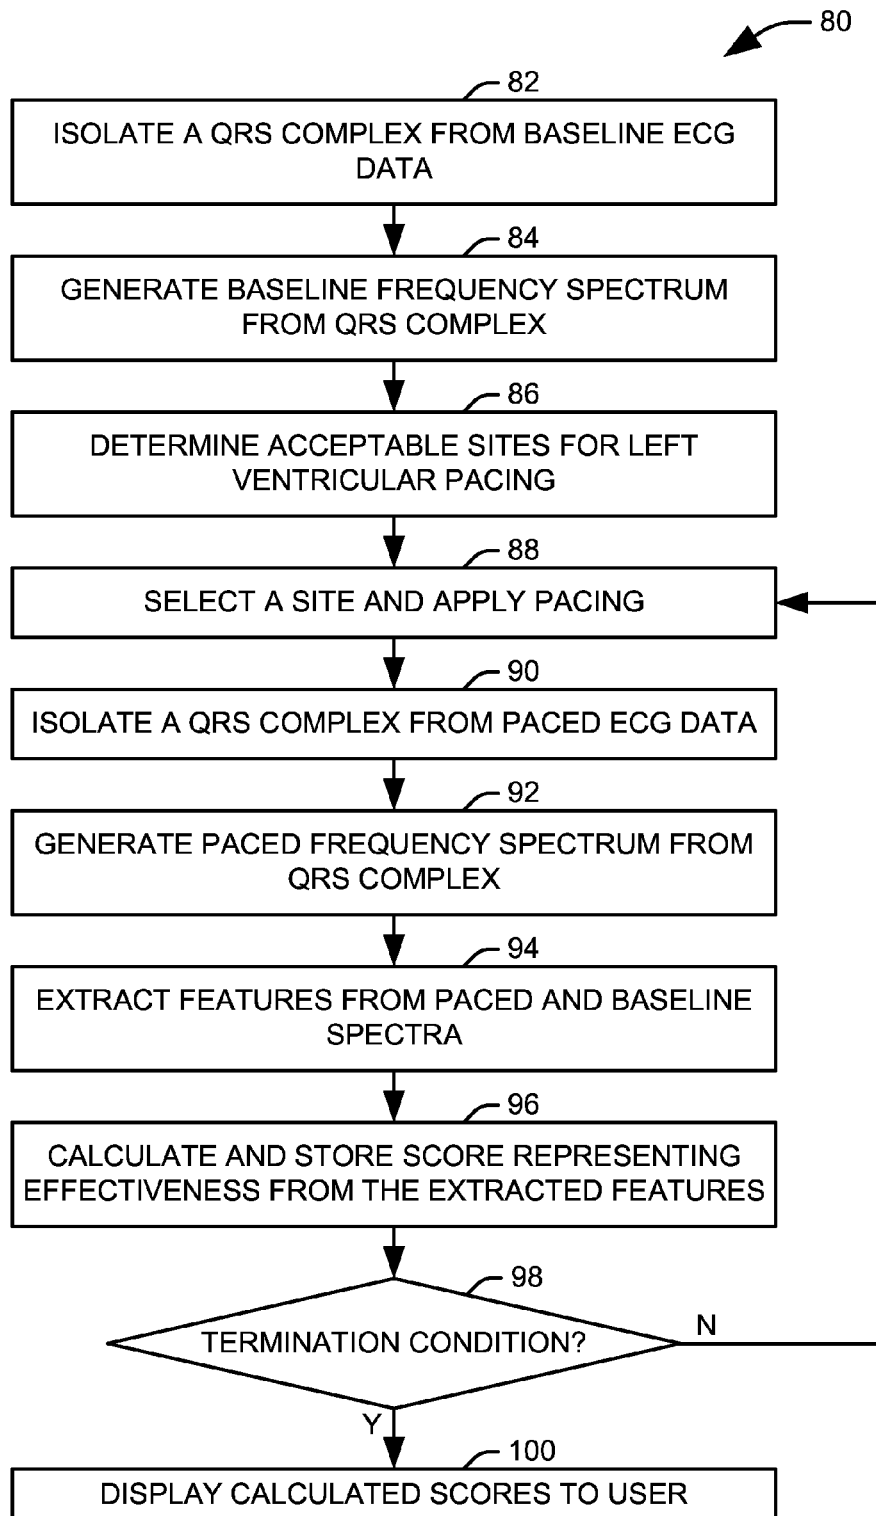 80
82
ISOLATE A QRS COMPLEX FROM BASELINE ECG
DATA
84
GENERATE BASELINE FREQUENCY SPECTRUM
FROM QRS COMPLEX
86
DETERMINE ACCEPTABLE SITES FOR LEFT
VENTRICULAR PACING
88
SELECT A SITE AND APPLY PACING
90
ISOLATE A QRS COMPLEX FROM PACED ECG DATA
92
GENERATE PACED FREQUENCY SPECTRUM FROM
QRS COMPLEX
94
EXTRACT FEATURES FROM PACED AND BASELINE
SPECTRA
96
CALCULATE AND STORE SCORE REPRESENTING
EFFECTIVENESS FROM THE EXTRACTED FEATURES
98
TERMINATION CONDITION?
N
Y
100
DISPLAY CALCULATED SCORES TO USER